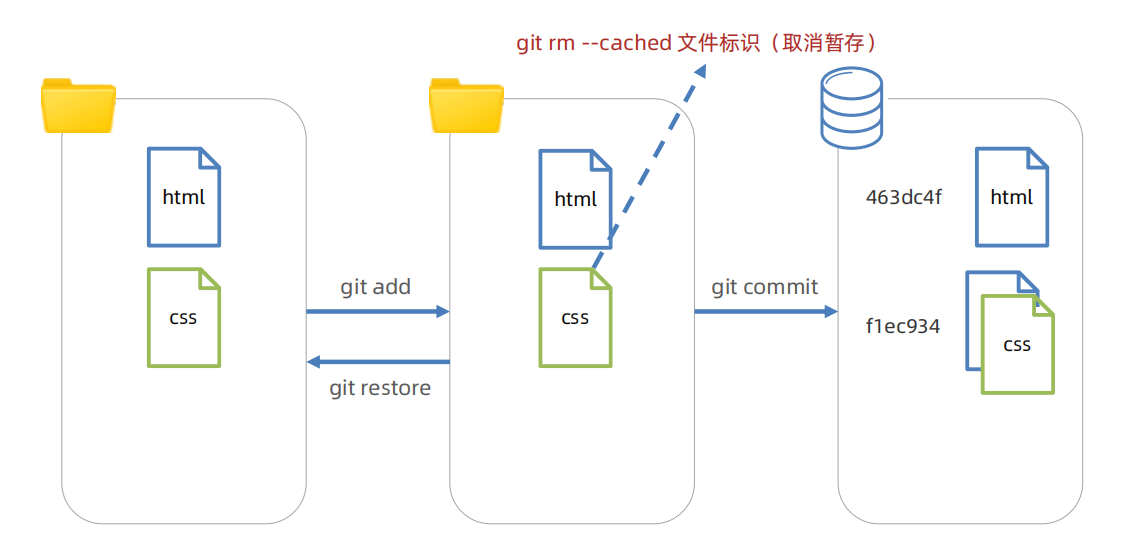 git rm --cached 文件标识（取消暂存）
html
css
git add
git restore
html
css
git commit
463dc4f
html
f1ec934
css